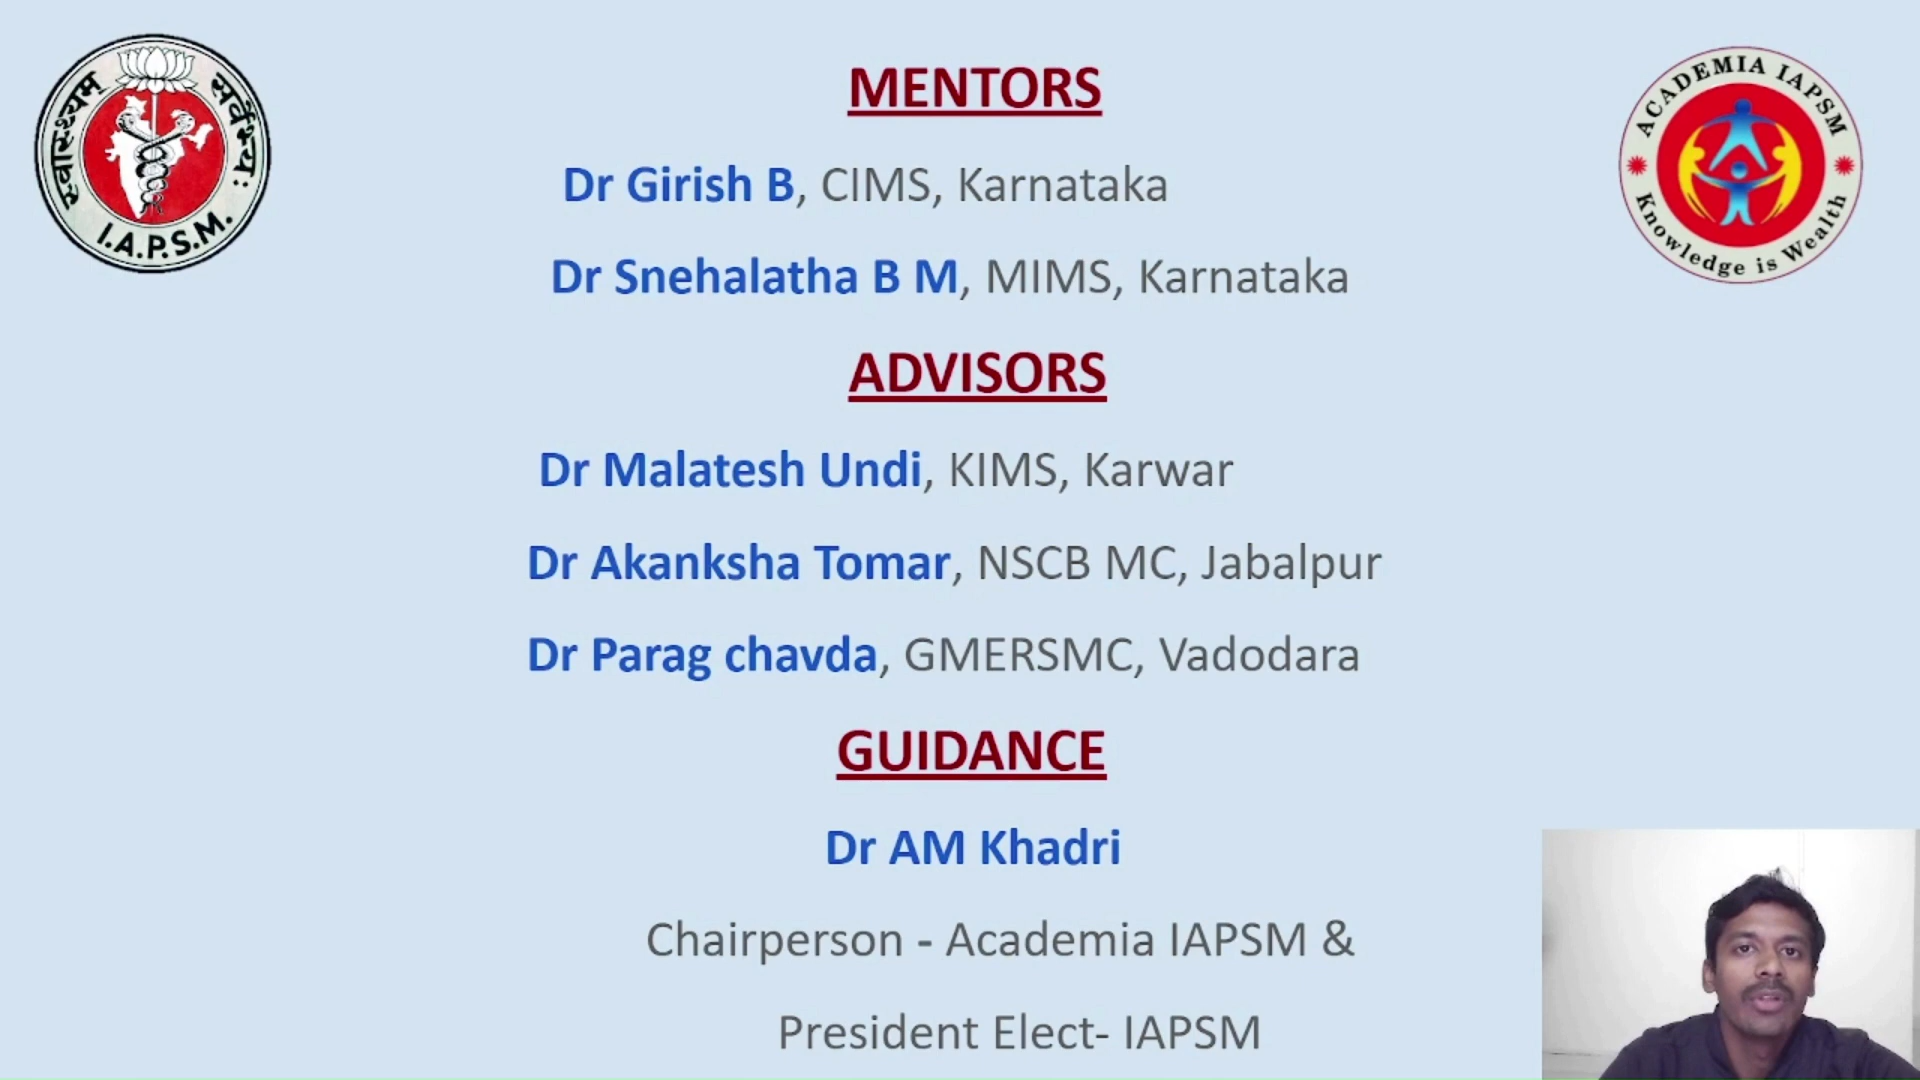 स्वास्थ्यम सर्वेभ्य:
I.A.P.S.M.
ACADEMIA IAPSM
Knowledge is Wealth
MENTORS
Dr Girish B, CIMS, Karnataka
Dr Snehalatha B M, MIMS, Karnataka
ADVISORS
Dr Malatesh Undi, KIMS, Karwar
Dr Akanksha Tomar, NSCB MC, Jabalpur
Dr Parag chavda, GMERSMC, Vadodara
GUIDANCE
Dr AM Khadri
Chairperson - Academia IAPSM &
President Elect- IAPSM